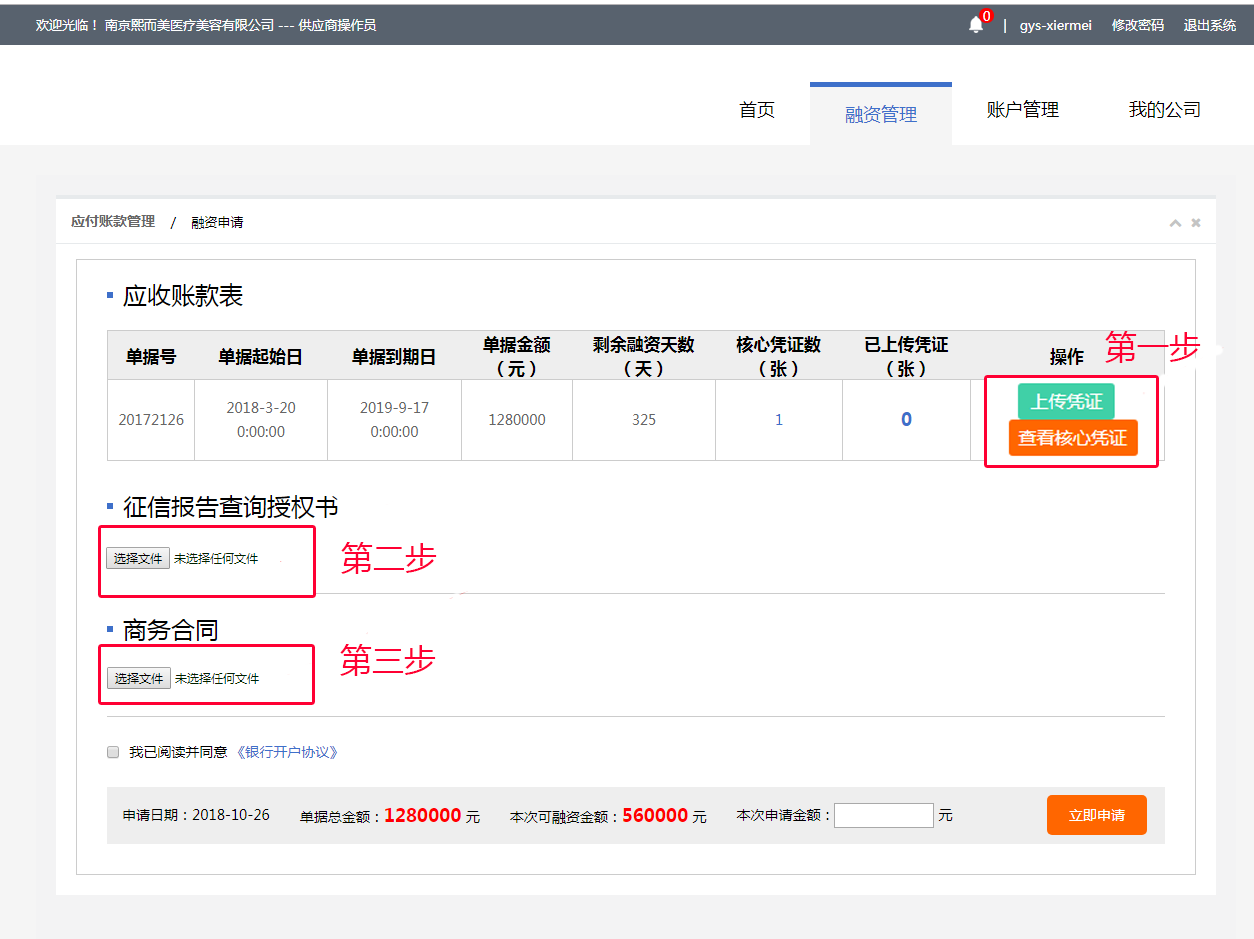 欢迎光临！ 南京熙而美医疗美容有限公司 --- 供应商操作员
0 | gys-xiermei 修改密码 退出系统
首页 融资管理 账户管理 我的公司
应付账款管理 / 融资申请
应收账款表
单据号 单据起始日 单据到期日 单据金额（元） 剩余融资天数（天） 核心凭证数（张） 已上传凭证（张） 操作 第一步
20172126 2018-3-20 0:00:00 2019-9-17 0:00:00 1280000 325 1 0 上传凭证
查看核心凭证
征信报告查询授权书
选择文件 未选择任何文件 第二步
商务合同
选择文件 未选择任何文件 第三步
我已阅读并同意 《银行开户协议》
申请日期：2018-10-26 单据总金额：1280000 元 本次可融资金额：560000 元 本次申请金额： 元 立即申请